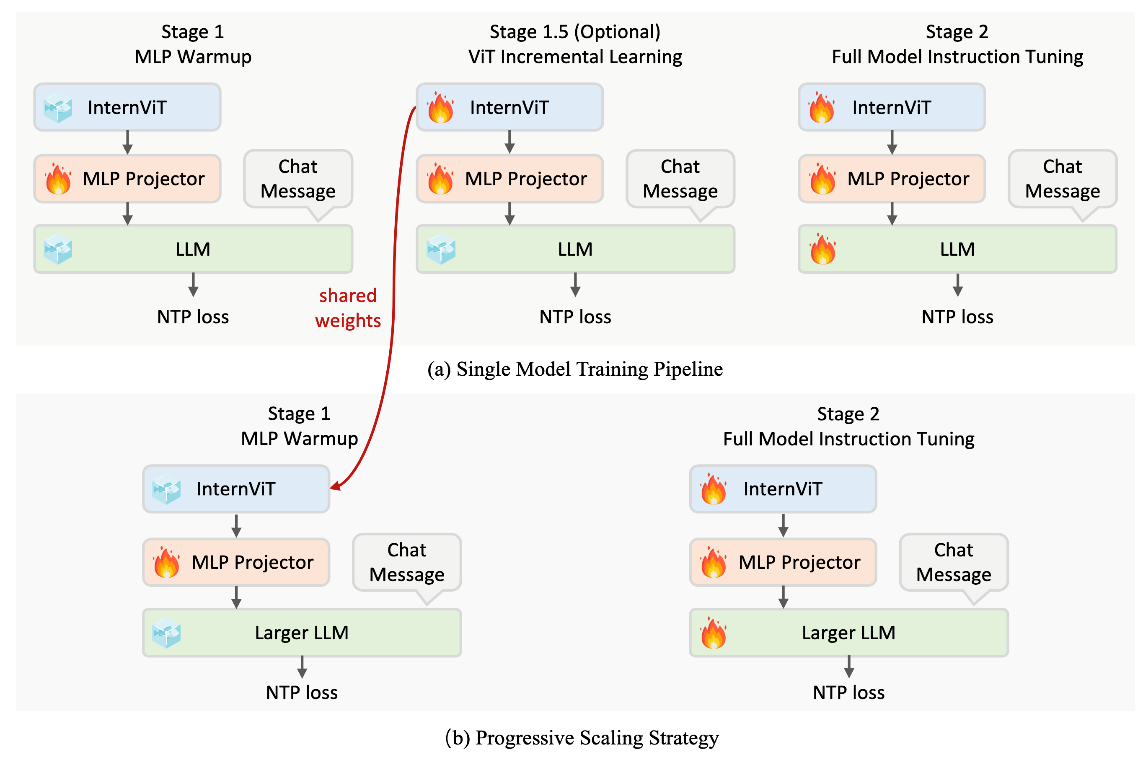 Stage 1
MLP Warmup
InternViT
MLP Projector
Chat
Message
LLM
NTP loss
Stage 1.5 (Optional)
ViT Incremental Learning
InternViT
MLP Projector
Chat
Message
LLM
NTP loss
Stage 2
Full Model Instruction Tuning
InternViT
MLP Projector
Chat
Message
LLM
NTP loss
shared
weights
(a) Single Model Training Pipeline
Stage 1
MLP Warmup
InternViT
MLP Projector
Chat
Message
Larger LLM
NTP loss
Stage 2
Full Model Instruction Tuning
InternViT
MLP Projector
Chat
Message
Larger LLM
NTP loss
(b) Progressive Scaling Strategy